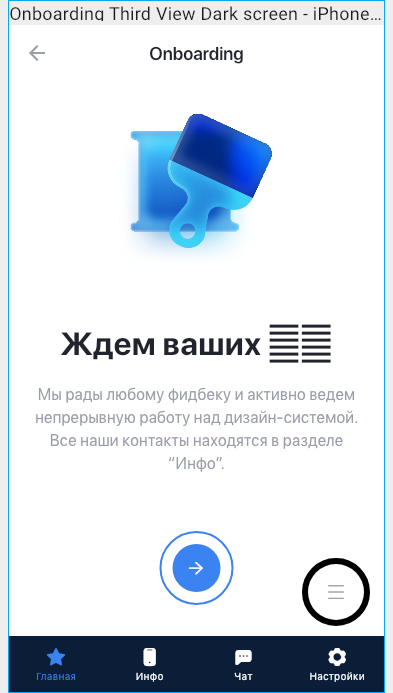 Onboarding Third View Dark screen - iPhone...
Onboarding
Ждем ваших
Мы рады любому фидбеку и активно ведем
непрерывную работу над дизайн-системой.
Все наши контакты находятся в разделе
“Инфо”.
Главная
Инфо
Чат
Настройки